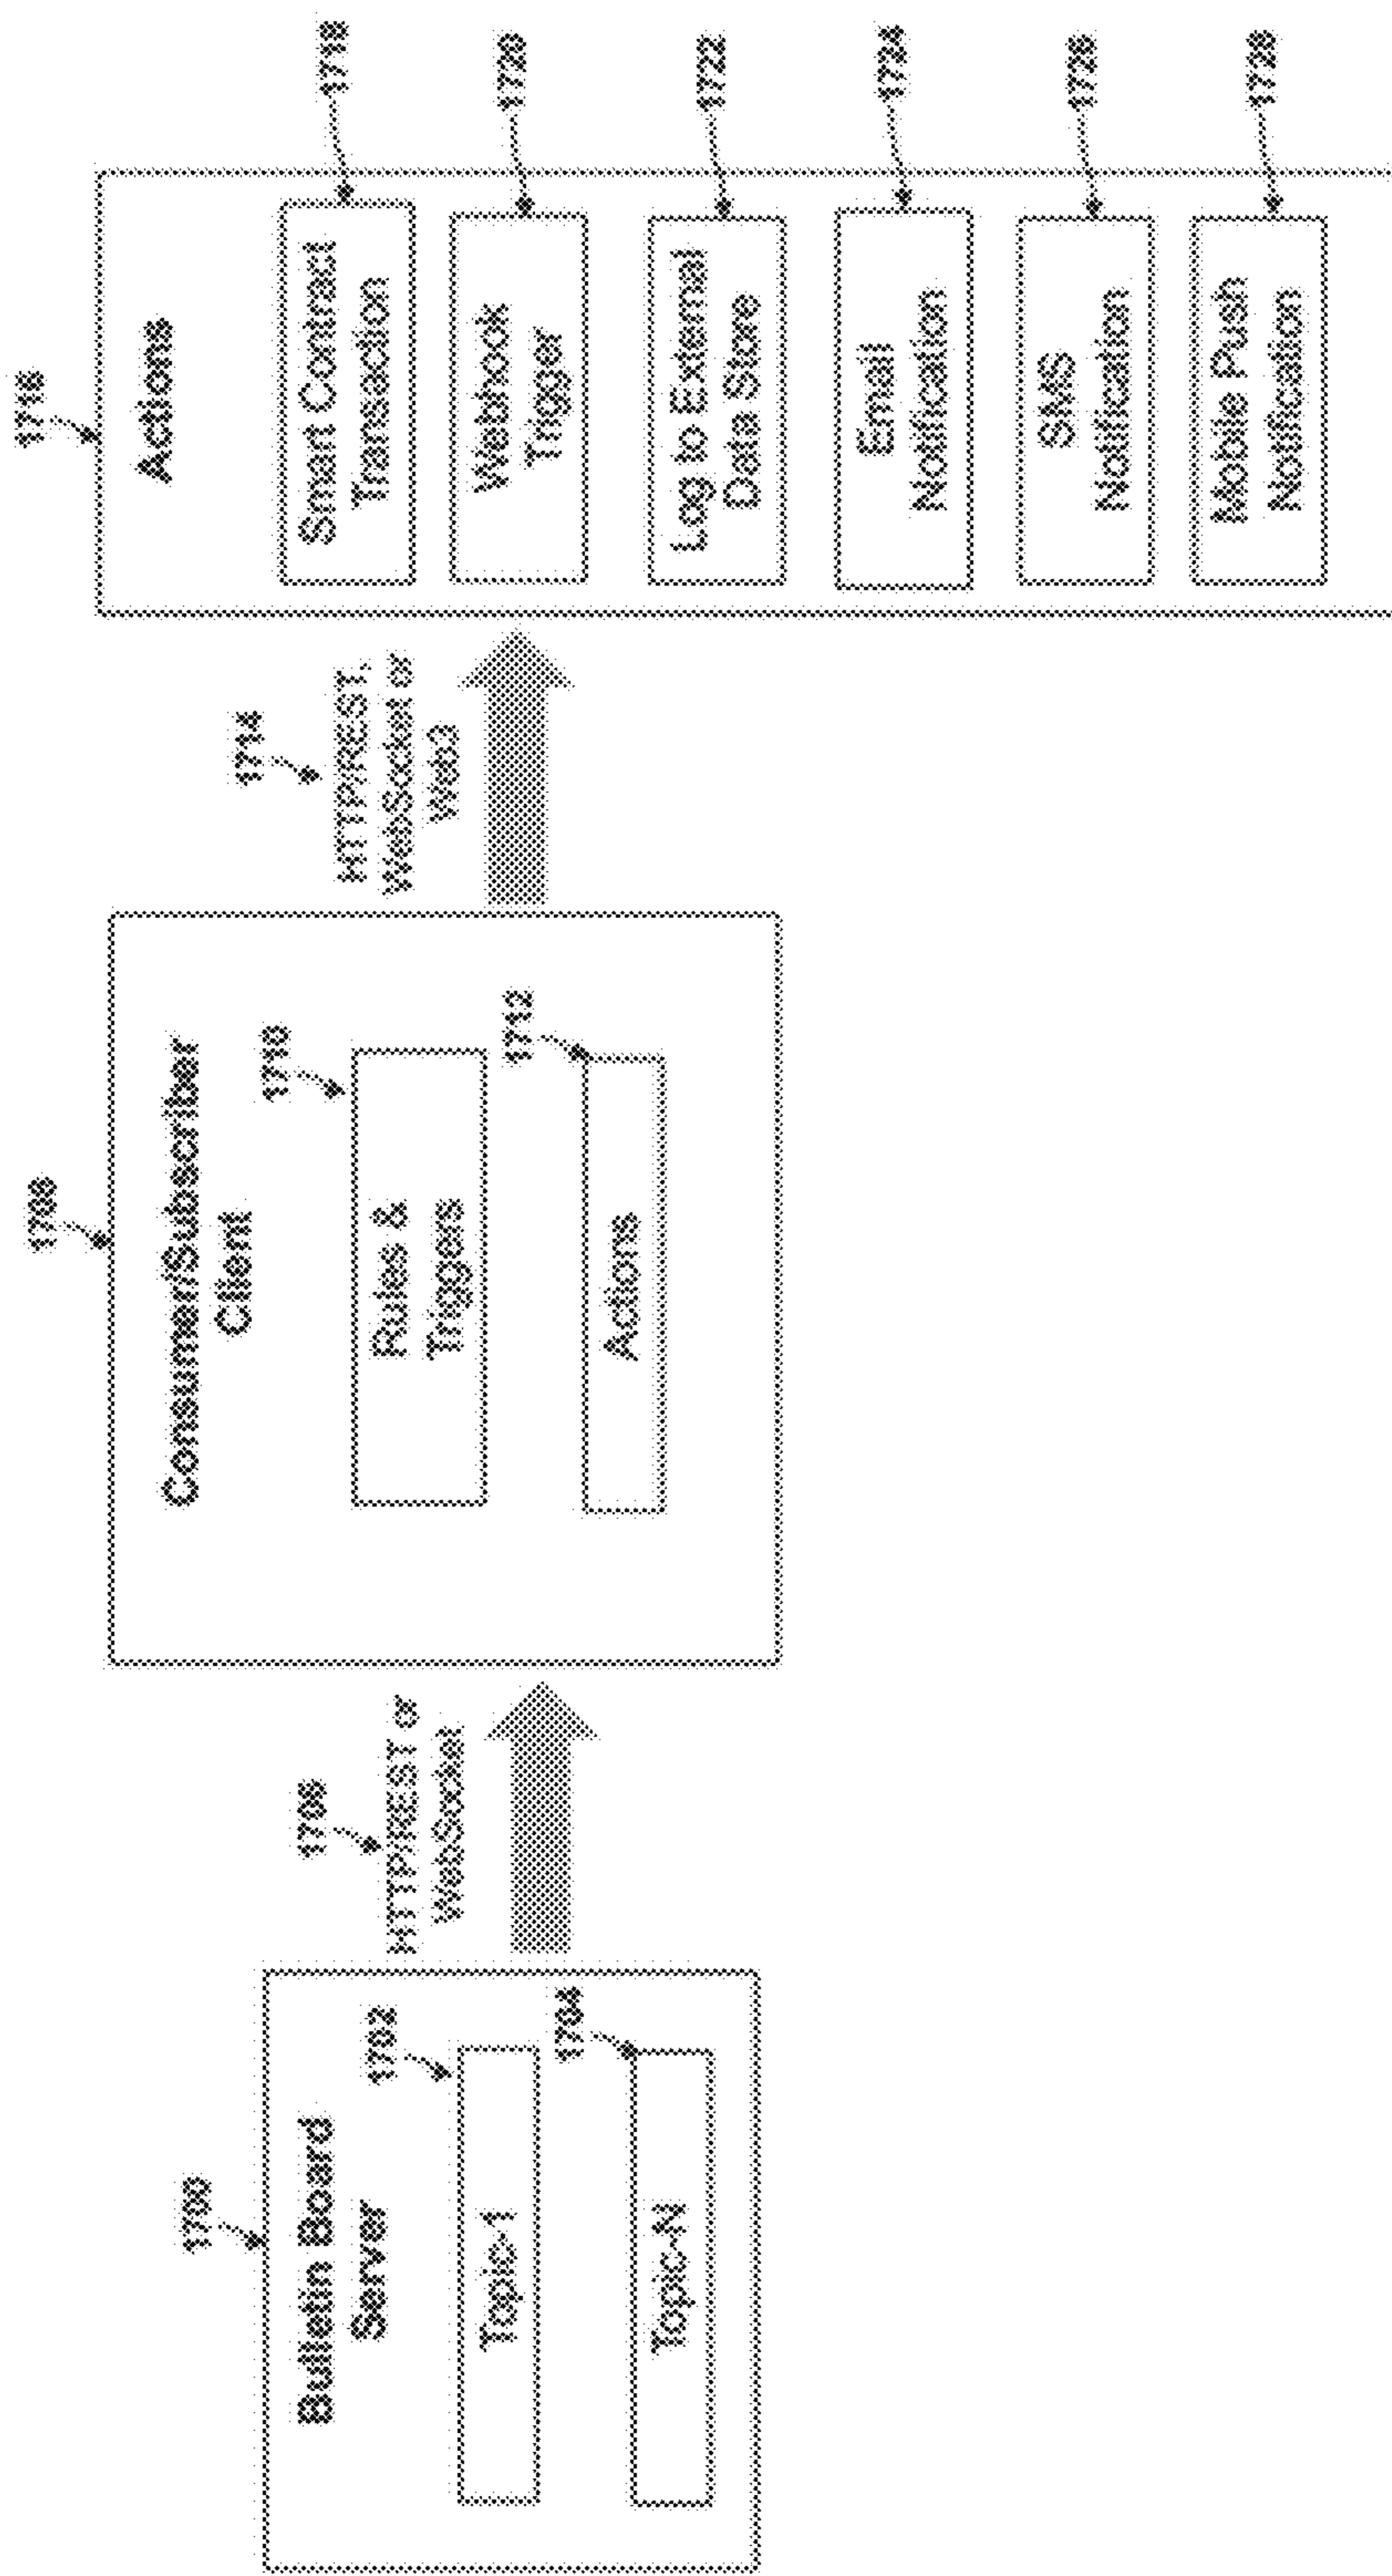 1700
Bulletin Board
Server
1702
Topic-1
1704
Topic-N
1706
HTTP/REST or
WebSocket
1708
Consumer/Subscriber
Client
1710
Rules &
Triggers
1712
Actions
1714
HTTP/REST,
WebSocket or
Web3
1716
Actions
Smart Contract
Transaction
1718
Webhook
Trigger
1720
Log to External
Data Store
1722
Email
Notification
1724
SMS
Notification
1726
Mobile Push
Notification
1728